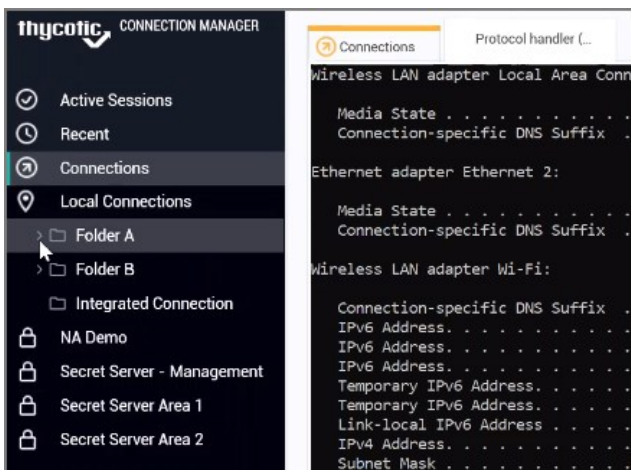 thycotic. CONNECTION MANAGER
Active Sessions
Recent
Connections
Local Connections
Folder A
Folder B
Integrated Connection
NA Demo
Secret Server - Management
Secret Server Area 1
Secret Server Area 2
Connections
Protocol handler (...
Wireless LAN adapter Local Area Conn
Media State . . . . . . . . . . .
Connection-specific DNS Suffix .
Ethernet adapter Ethernet 2:
Media State . . . . . . . . . . .
Connection-specific DNS Suffix .
Wireless LAN adapter Wi-Fi:
Connection-specific DNS Suffix .
IPv6 Address. . . . . . . . . . .
IPv6 Address. . . . . . . . . . .
IPv6 Address. . . . . . . . . . .
Temporary IPv6 Address. . . . . .
Temporary IPv6 Address. . . . . .
Link-local IPv6 Address . . . . .
IPv4 Address. . . . . . . . . . .
Subnet Mask . . . . . . . . . . .